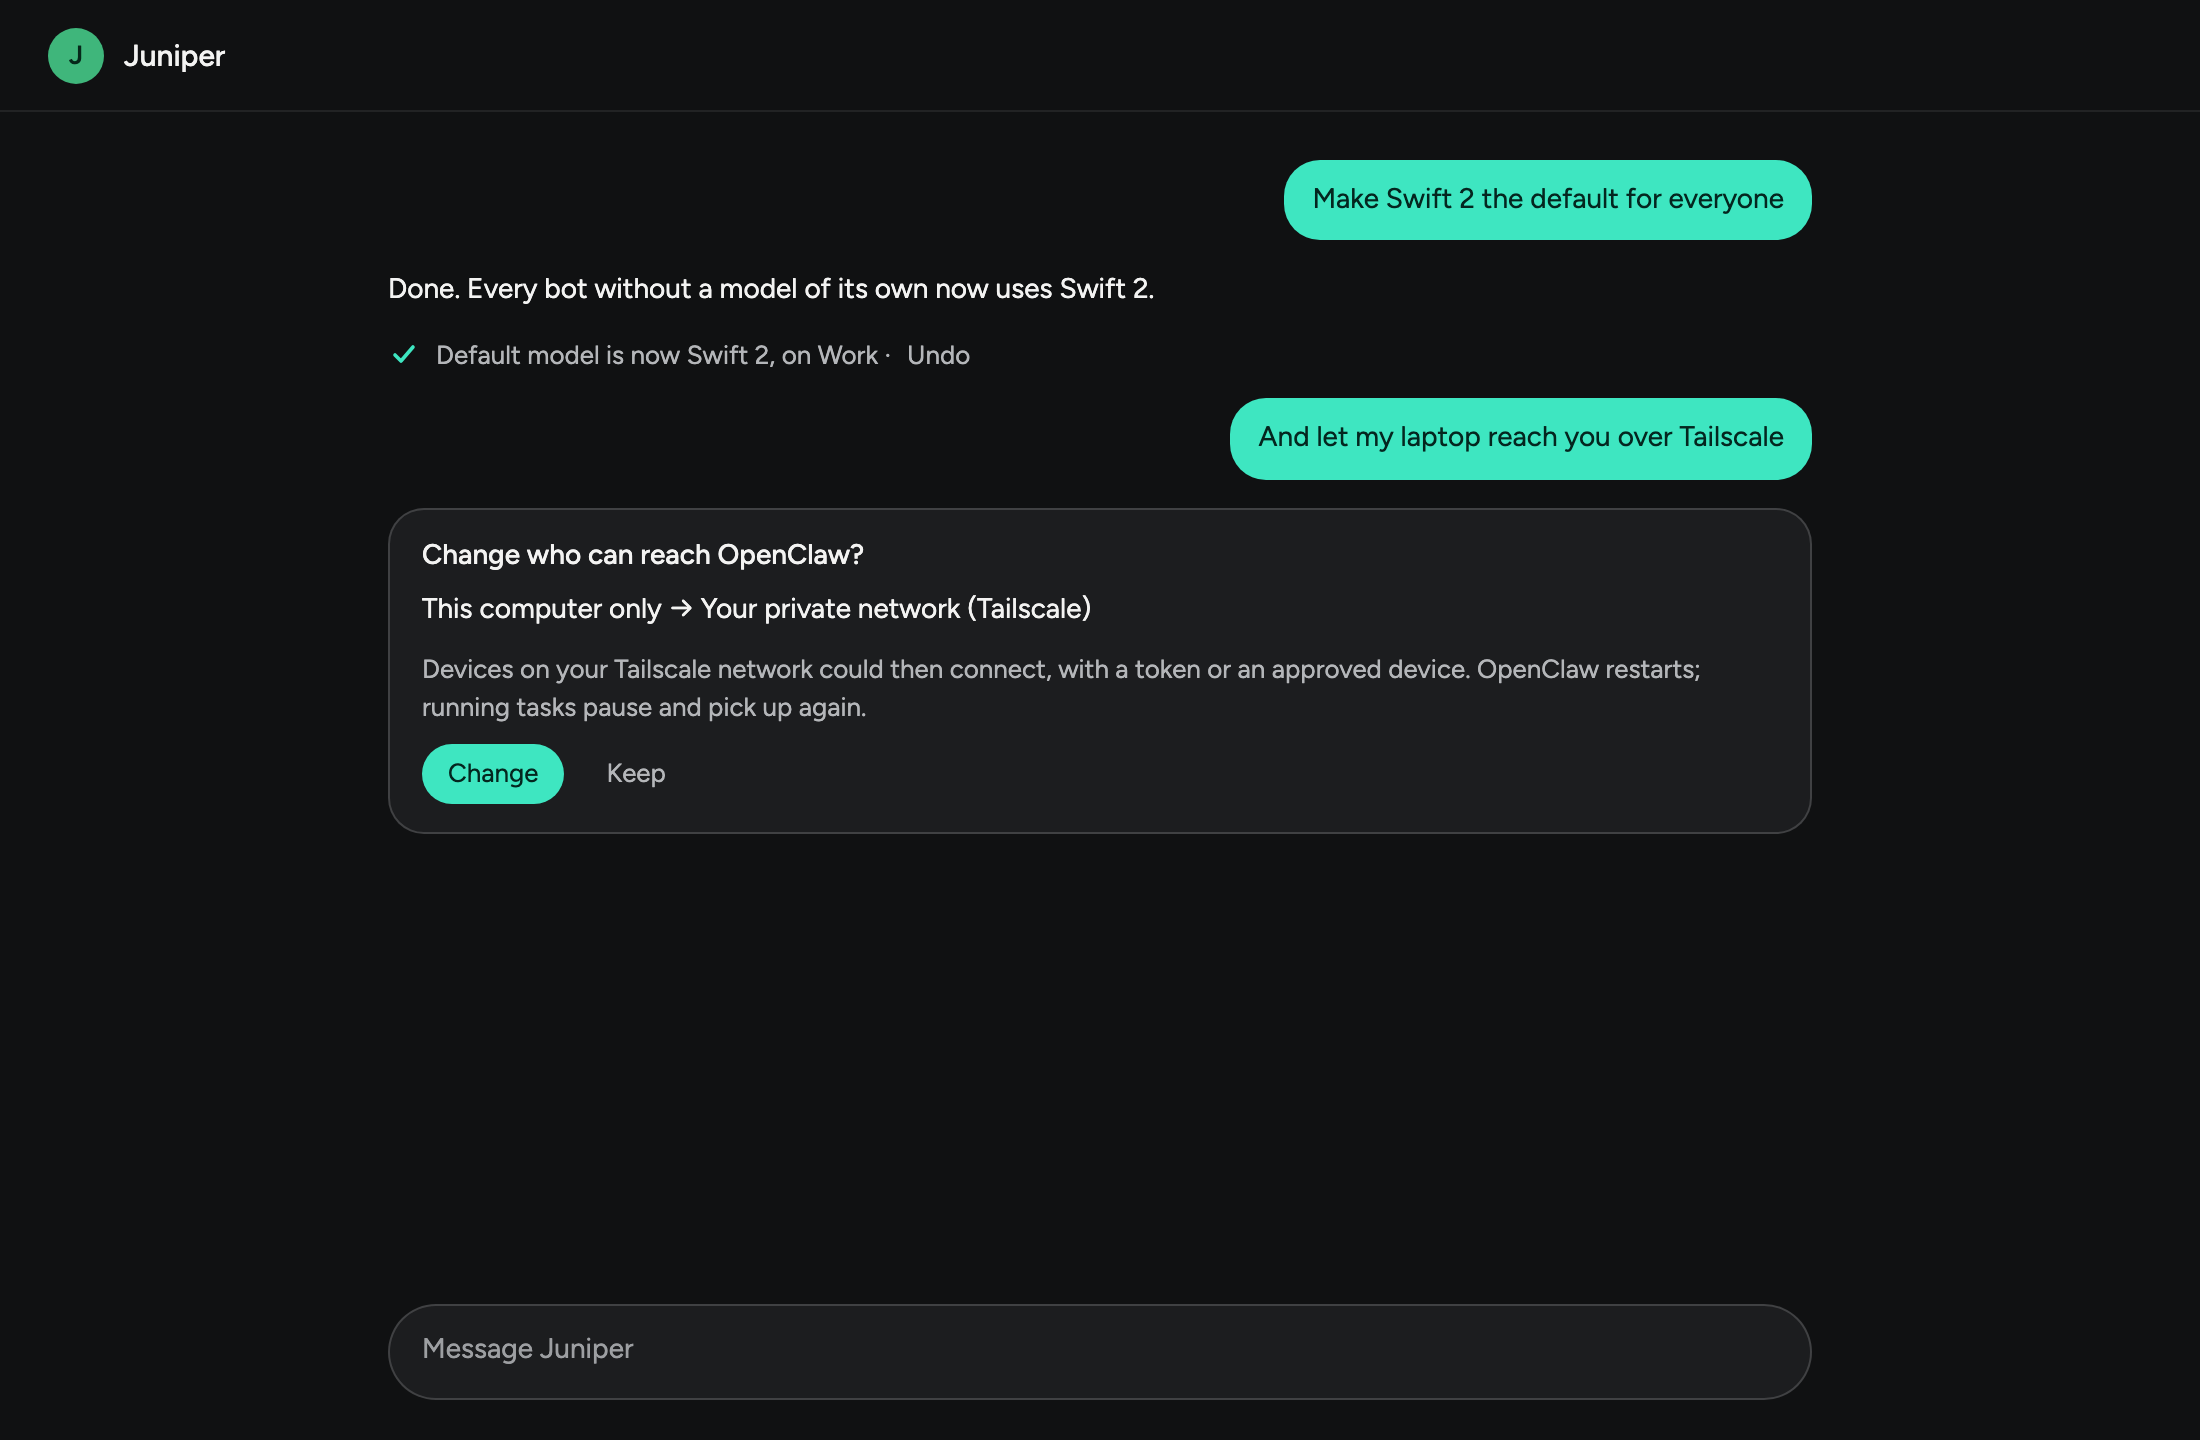 J Juniper
Make Swift 2 the default for everyone
Done. Every bot without a model of its own now uses Swift 2.
Default model is now Swift 2, on Work · Undo
And let my laptop reach you over Tailscale
Change who can reach OpenClaw?
This computer only → Your private network (Tailscale)
Devices on your Tailscale network could then connect, with a token or an approved device. OpenClaw restarts;
running tasks pause and pick up again.
Change Keep
Message Juniper